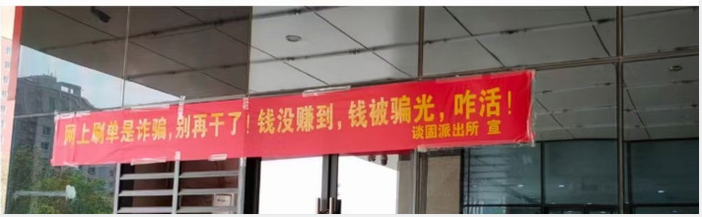 网上刷单是诈骗，别再干了！钱没赚到，钱被骗光，咋活！
谈固派出所 宣